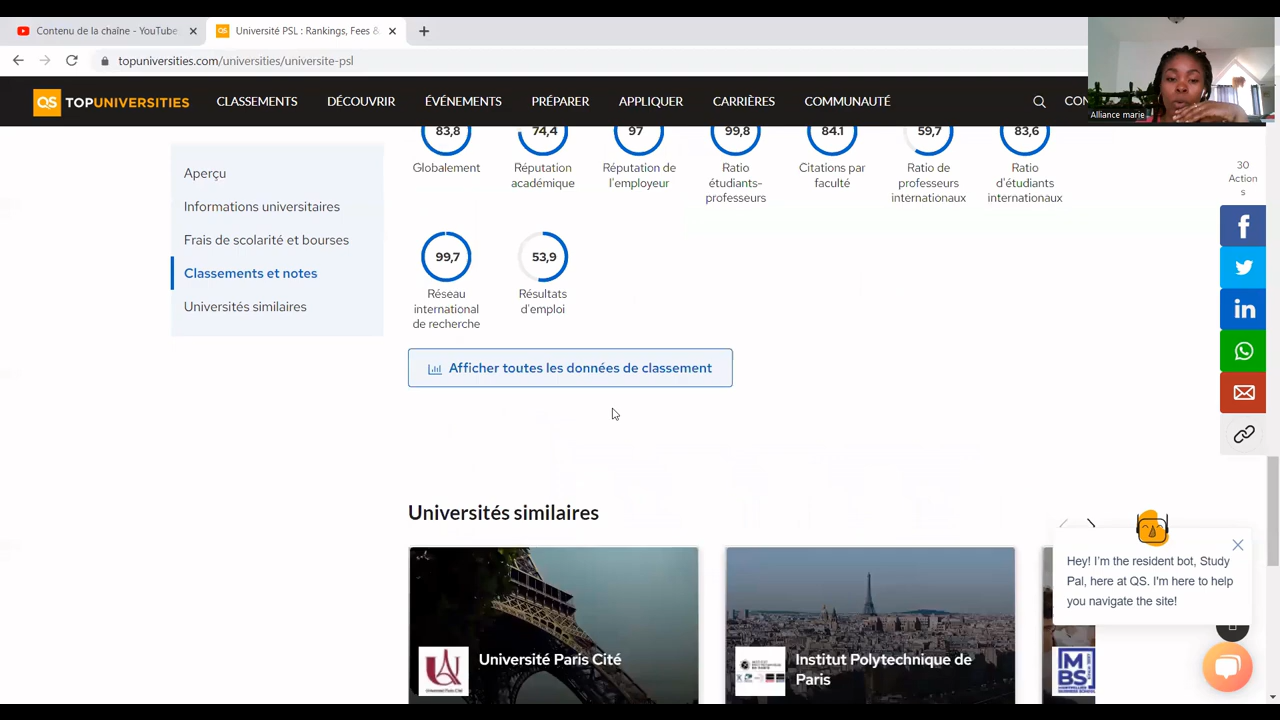 Contenu de la chaîne - YouTube
Université PSL : Rankings, Fees &
topuniversities.com/universities/universite-psl
Alliance marie
QS TOPUNIVERSITIES
CLASSEMENTS
DÉCOUVRIR
ÉVÉNEMENTS
PRÉPARER
APPLIQUER
CARRIÈRES
COMMUNAUTÉ
CON
83,8
74,4
97
99,8
84.1
59,7
83,6
Globalement
Réputation
académique
Réputation de
l'employeur
Ratio
étudiants-
professeurs
Citations par
faculté
Ratio de
professeurs
internationaux
Ratio
d'étudiants
internationaux
30
Action
s
Aperçu
Informations universitaires
Frais de scolarité et bourses
Classements et notes
Universités similaires
99,7
53,9
Réseau
international
de recherche
Résultats
d'emploi
Afficher toutes les données de classement
Universités similaires
Hey! I'm the resident bot, Study
Pal, here at QS. I'm here to help
you navigate the site!
Université Paris Cité
Institut Polytechnique de
Paris
MBS